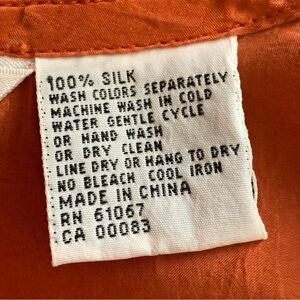 100% SILK
WASH COLORS SEPARATELY
MACHINE WASH IN COLD
WATER GENTLE CYCLE
OR HAND WASH
OR DRY CLEAN
LINE DRY OR HANG TO DRY
NO BLEACH COOL IRON
MADE IN CHINA
RN 61067
CA 00083